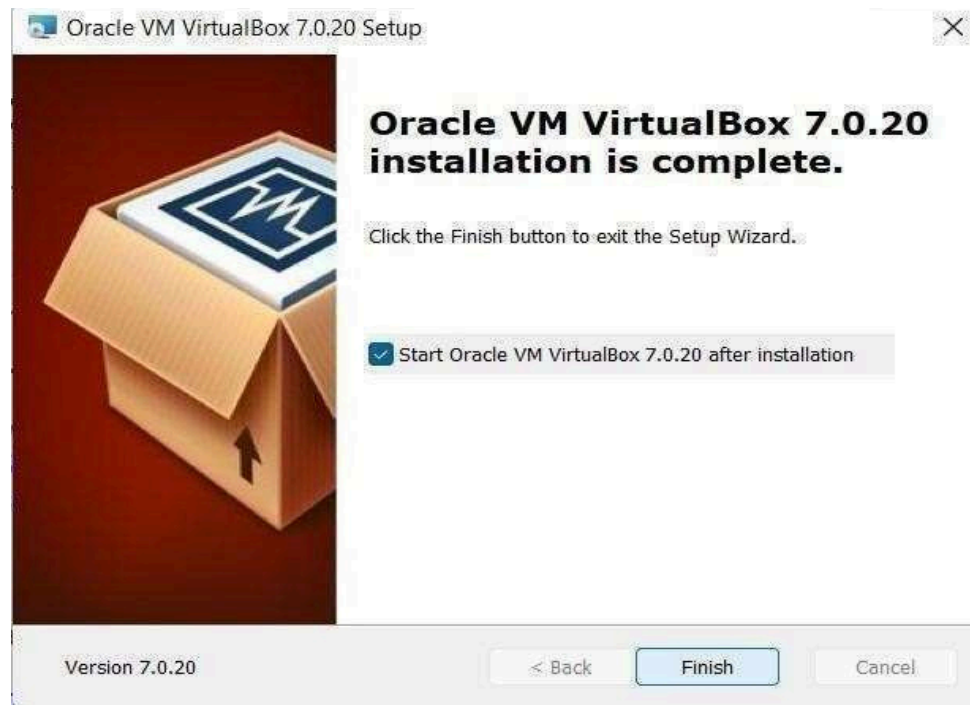 Oracle VM VirtualBox 7.0.20 Setup
Oracle VM VirtualBox 7.0.20
installation is complete.
Click the Finish button to exit the Setup Wizard.
Start Oracle VM VirtualBox 7.0.20 after installation
Version 7.0.20
< Back
Finish
Cancel